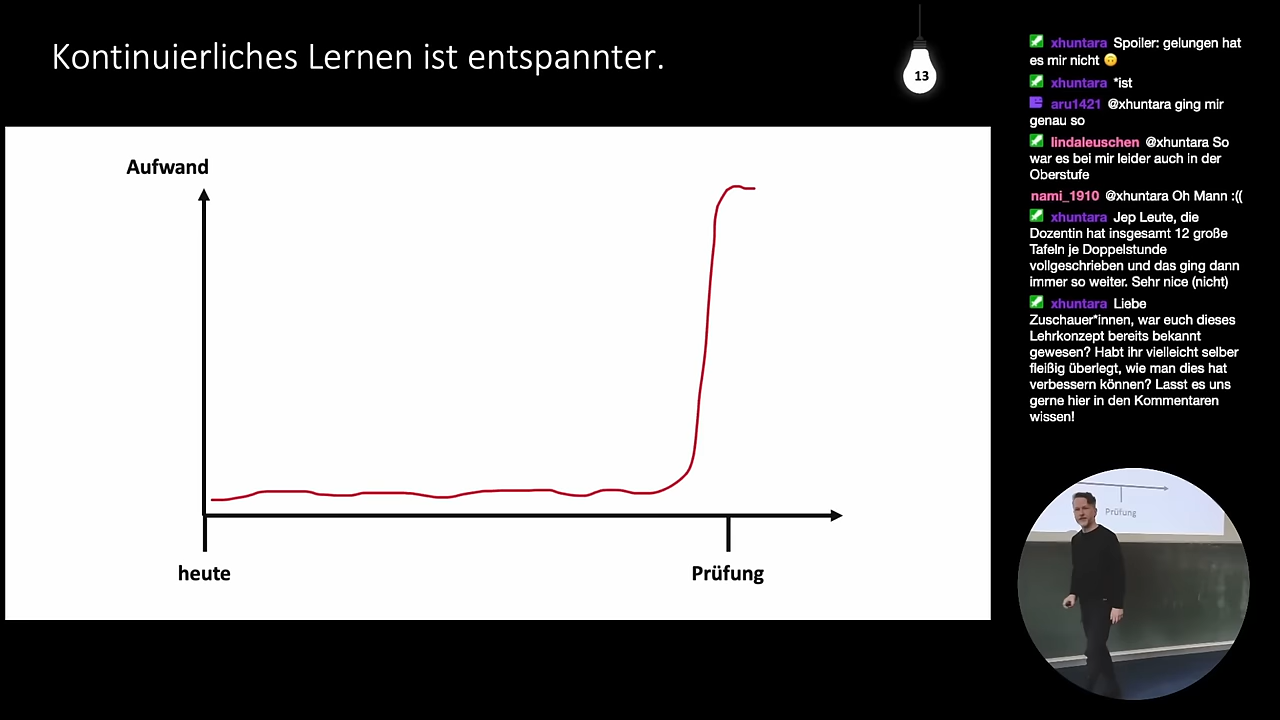 Kontinuierliches Lernen ist entspannter.
13
Aufwand
heute
Prüfung
xhuntara Spoiler: gelungen hat
es mir nicht 🙃
xhuntara *ist
aru1421 @xhuntara ging mir
genau so
lindaleuschen @xhuntara So
war es bei mir leider auch in der
Oberstufe
nami_1910 @xhuntara Oh Mann :((
xhuntara Jep Leute, die
Dozentin hat insgesamt 12 große
Tafeln je Doppelstunde
vollgeschrieben und das ging dann
immer so weiter. Sehr nice (nicht)
xhuntara Liebe
Zuschauer*innen, war euch dieses
Lehrkonzept bereits bekannt
gewesen? Habt ihr vielleicht selber
fleißig überlegt, wie man dies hat
verbessern können? Lasst es uns
gerne hier in den Kommentaren
wissen!
Prüfung